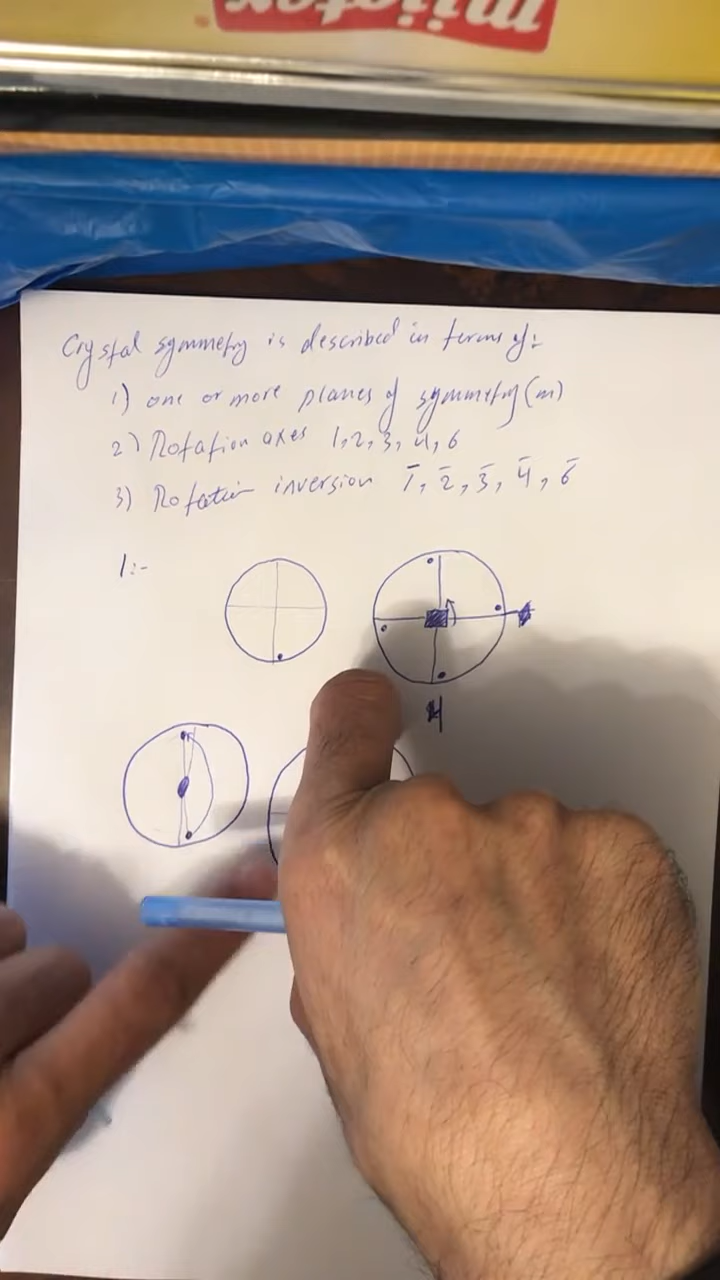 Crystal symmetry is described in terms of:-
1) one or more planes of symmetry (m)
2) Rotation axes 1, 2, 3, 4, 6
3) Rotation inversion 1̄, 2̄, 3̄, 4̄, 6̄
1:-
4